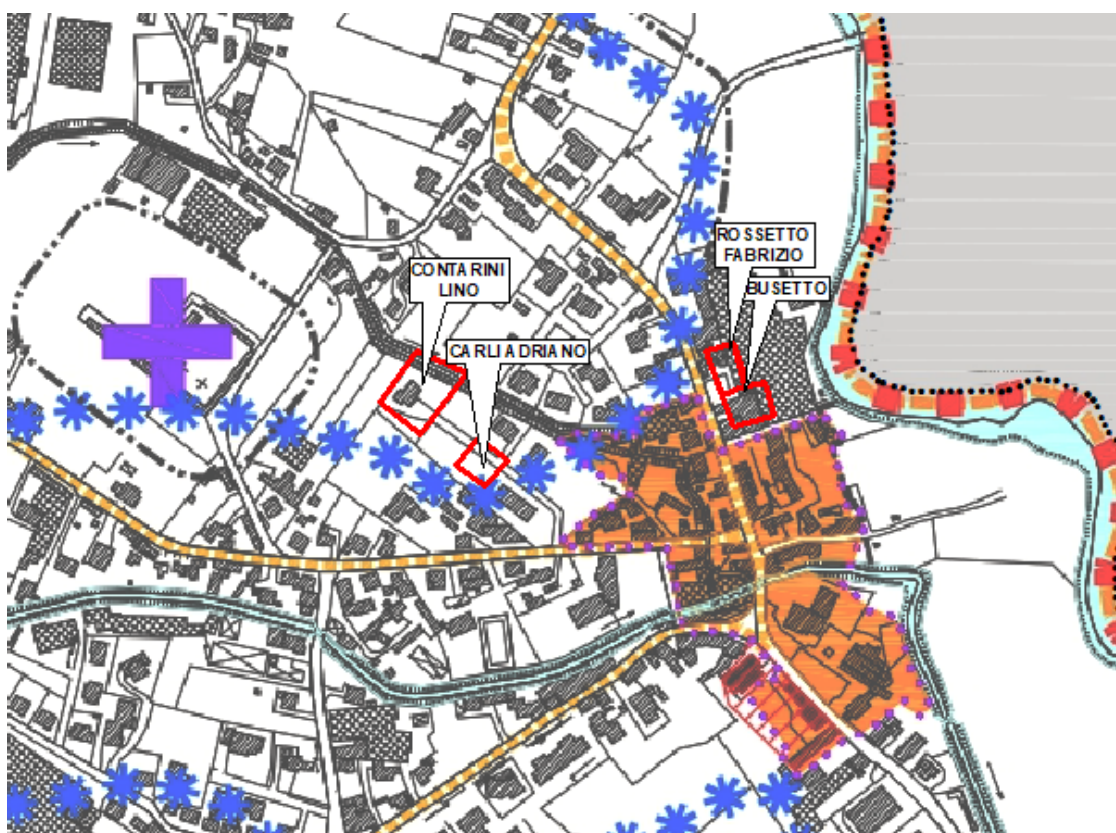 ROSSETTO
FABRIZIO
CONTARINI
LINO
BUSETTO
CARLI ADRIANO